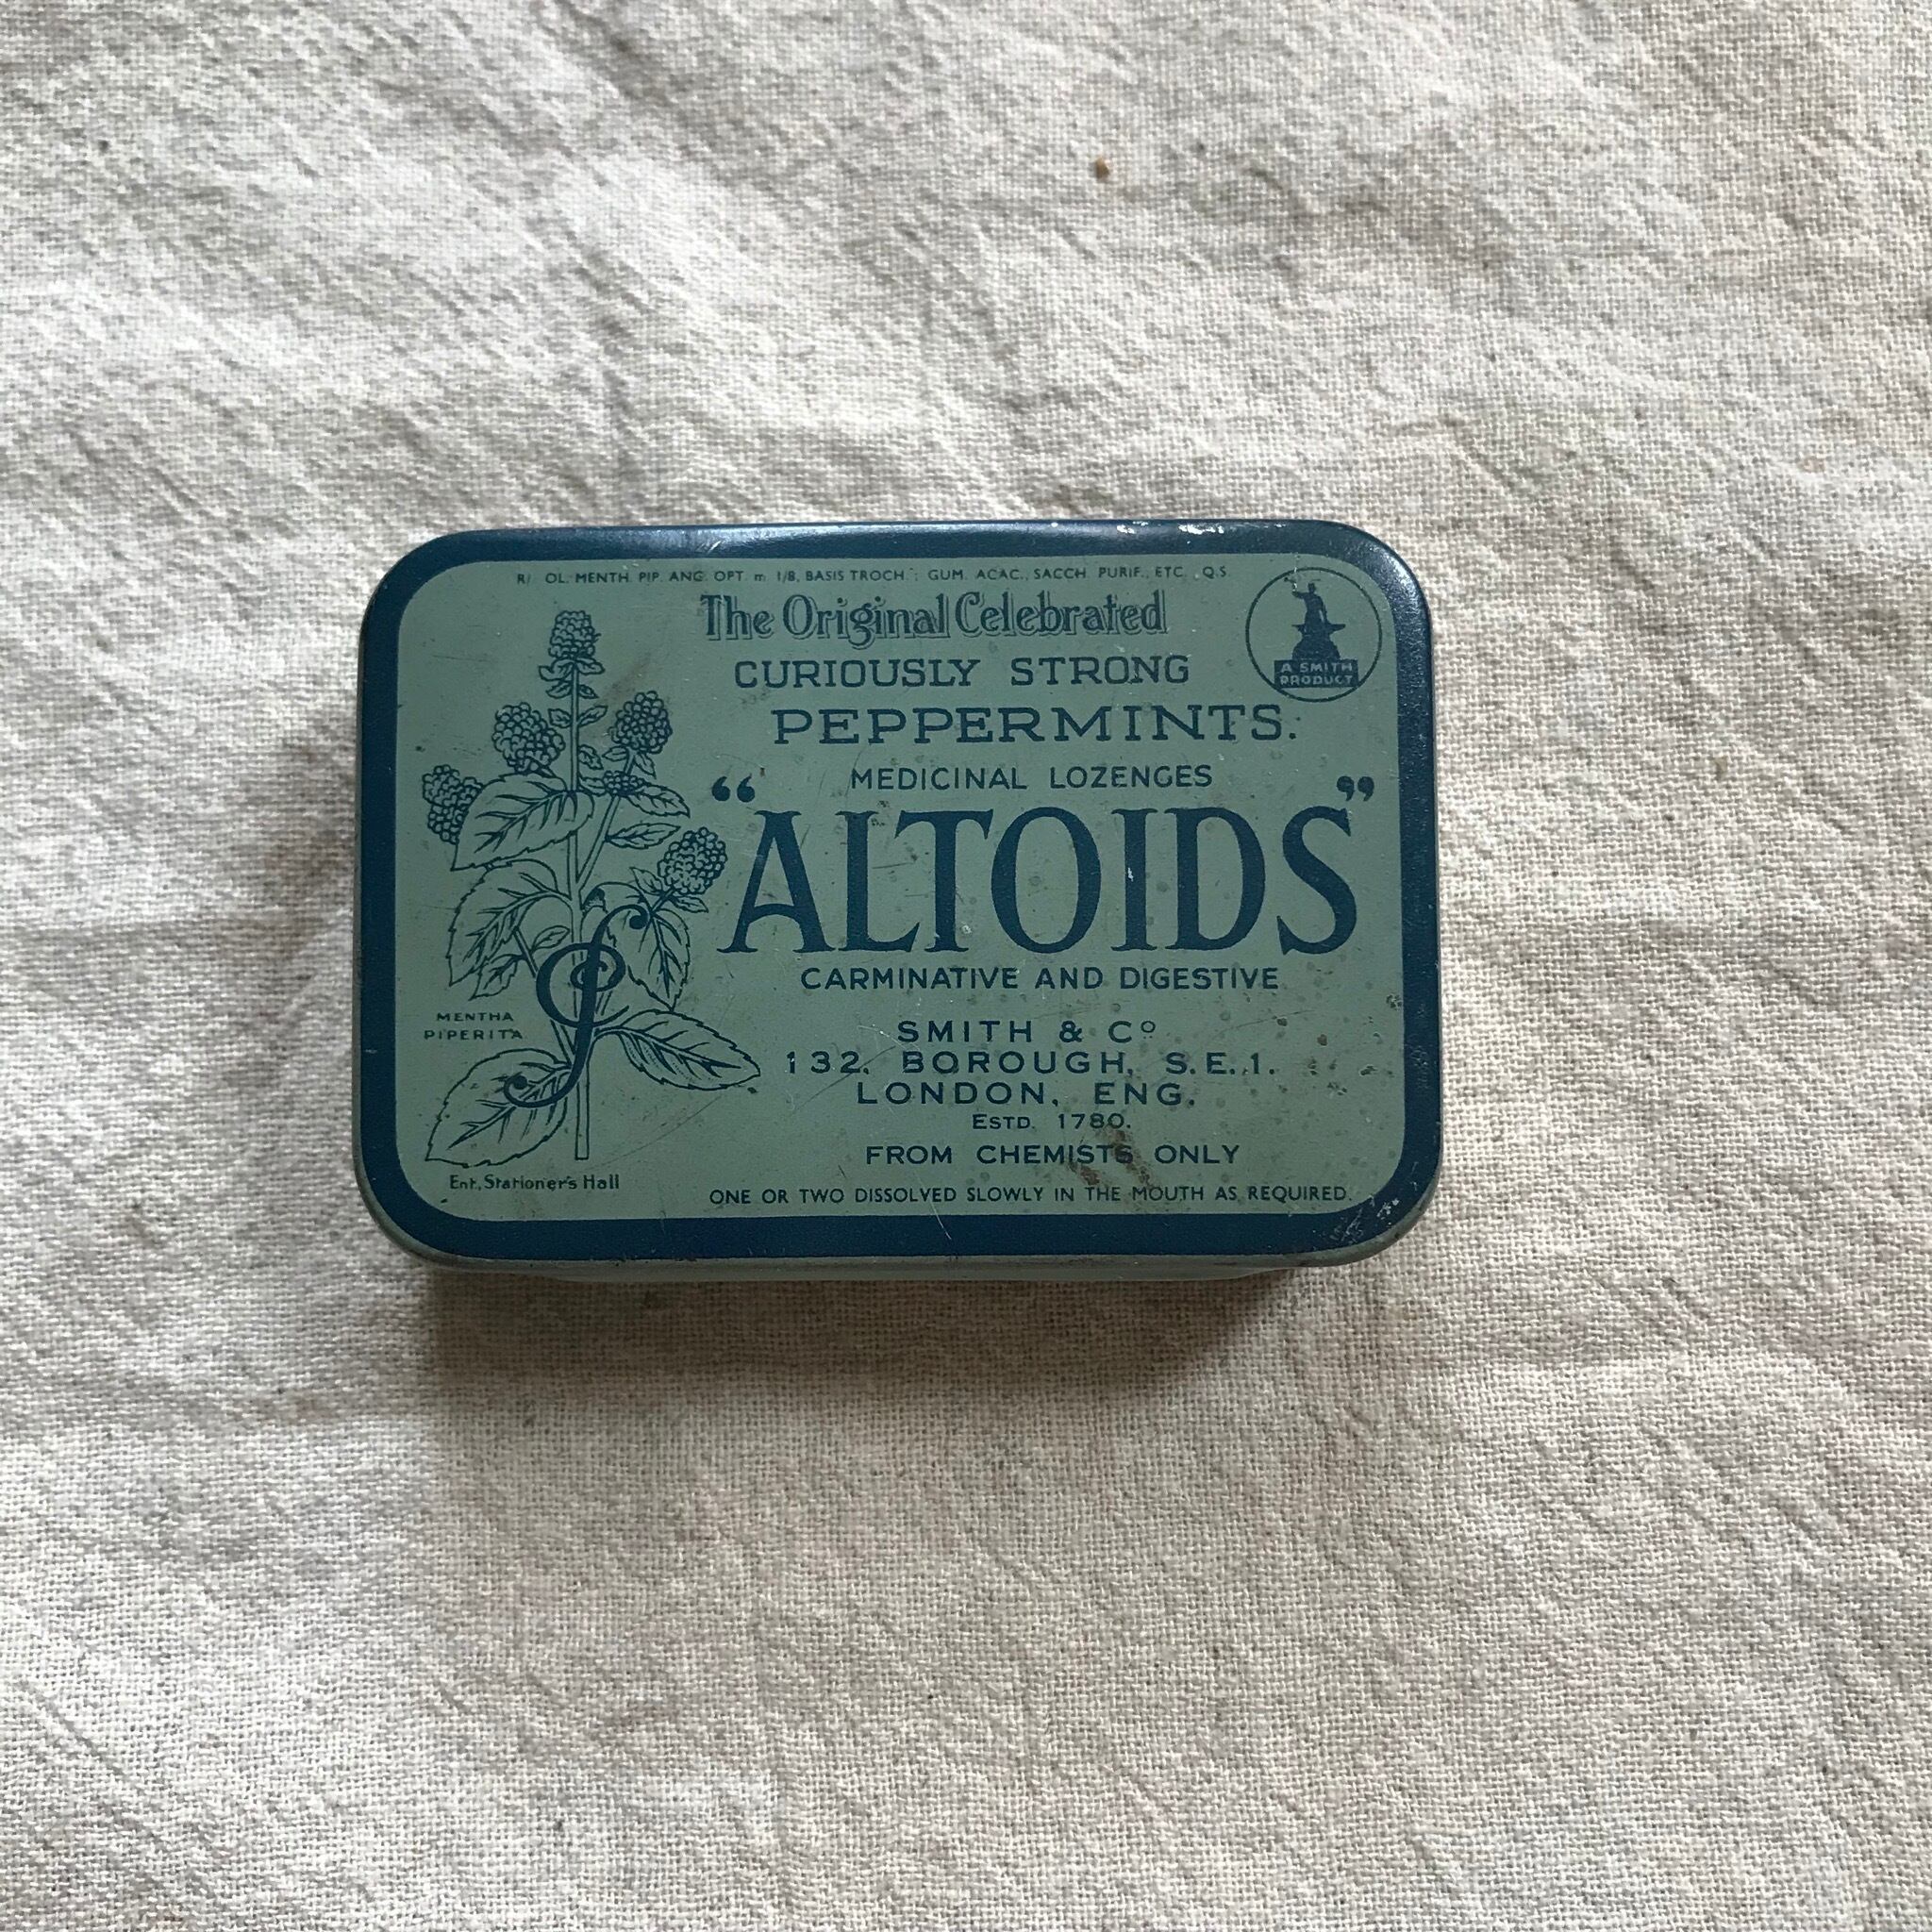 R/ OL. MENTH. PIP. ANG. OPT. m. 1/8, BASIS TROCH.; GUM. ACAC., SACCH. PURIF., ETC., Q.S.
The Original Celebrated
CURIOUSLY STRONG
PEPPERMINTS.
A SMITH
PRODUCT
MEDICINAL LOZENGES
“ALTOIDS”
CARMINATIVE AND DIGESTIVE
SMITH & Cº
132, BOROUGH, S.E.1.
LONDON, ENG.
ESTD. 1780.
FROM CHEMISTS ONLY
ONE OR TWO DISSOLVED SLOWLY IN THE MOUTH AS REQUIRED.
MENTHA
PIPERITA
S
Ent. Stationer's Hall